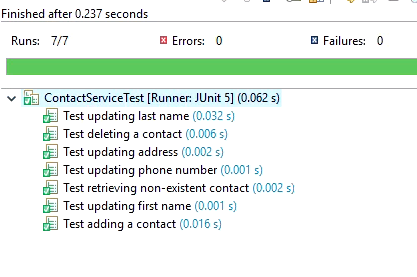 Finished after 0.237 seconds
Runs: 7/7 Errors: 0 Failures: 0
ContactServiceTest [Runner: JUnit 5] (0.062 s)
Test updating last name (0.032 s)
Test deleting a contact (0.006 s)
Test updating address (0.002 s)
Test updating phone number (0.001 s)
Test retrieving non-existent contact (0.002 s)
Test updating first name (0.001 s)
Test adding a contact (0.016 s)